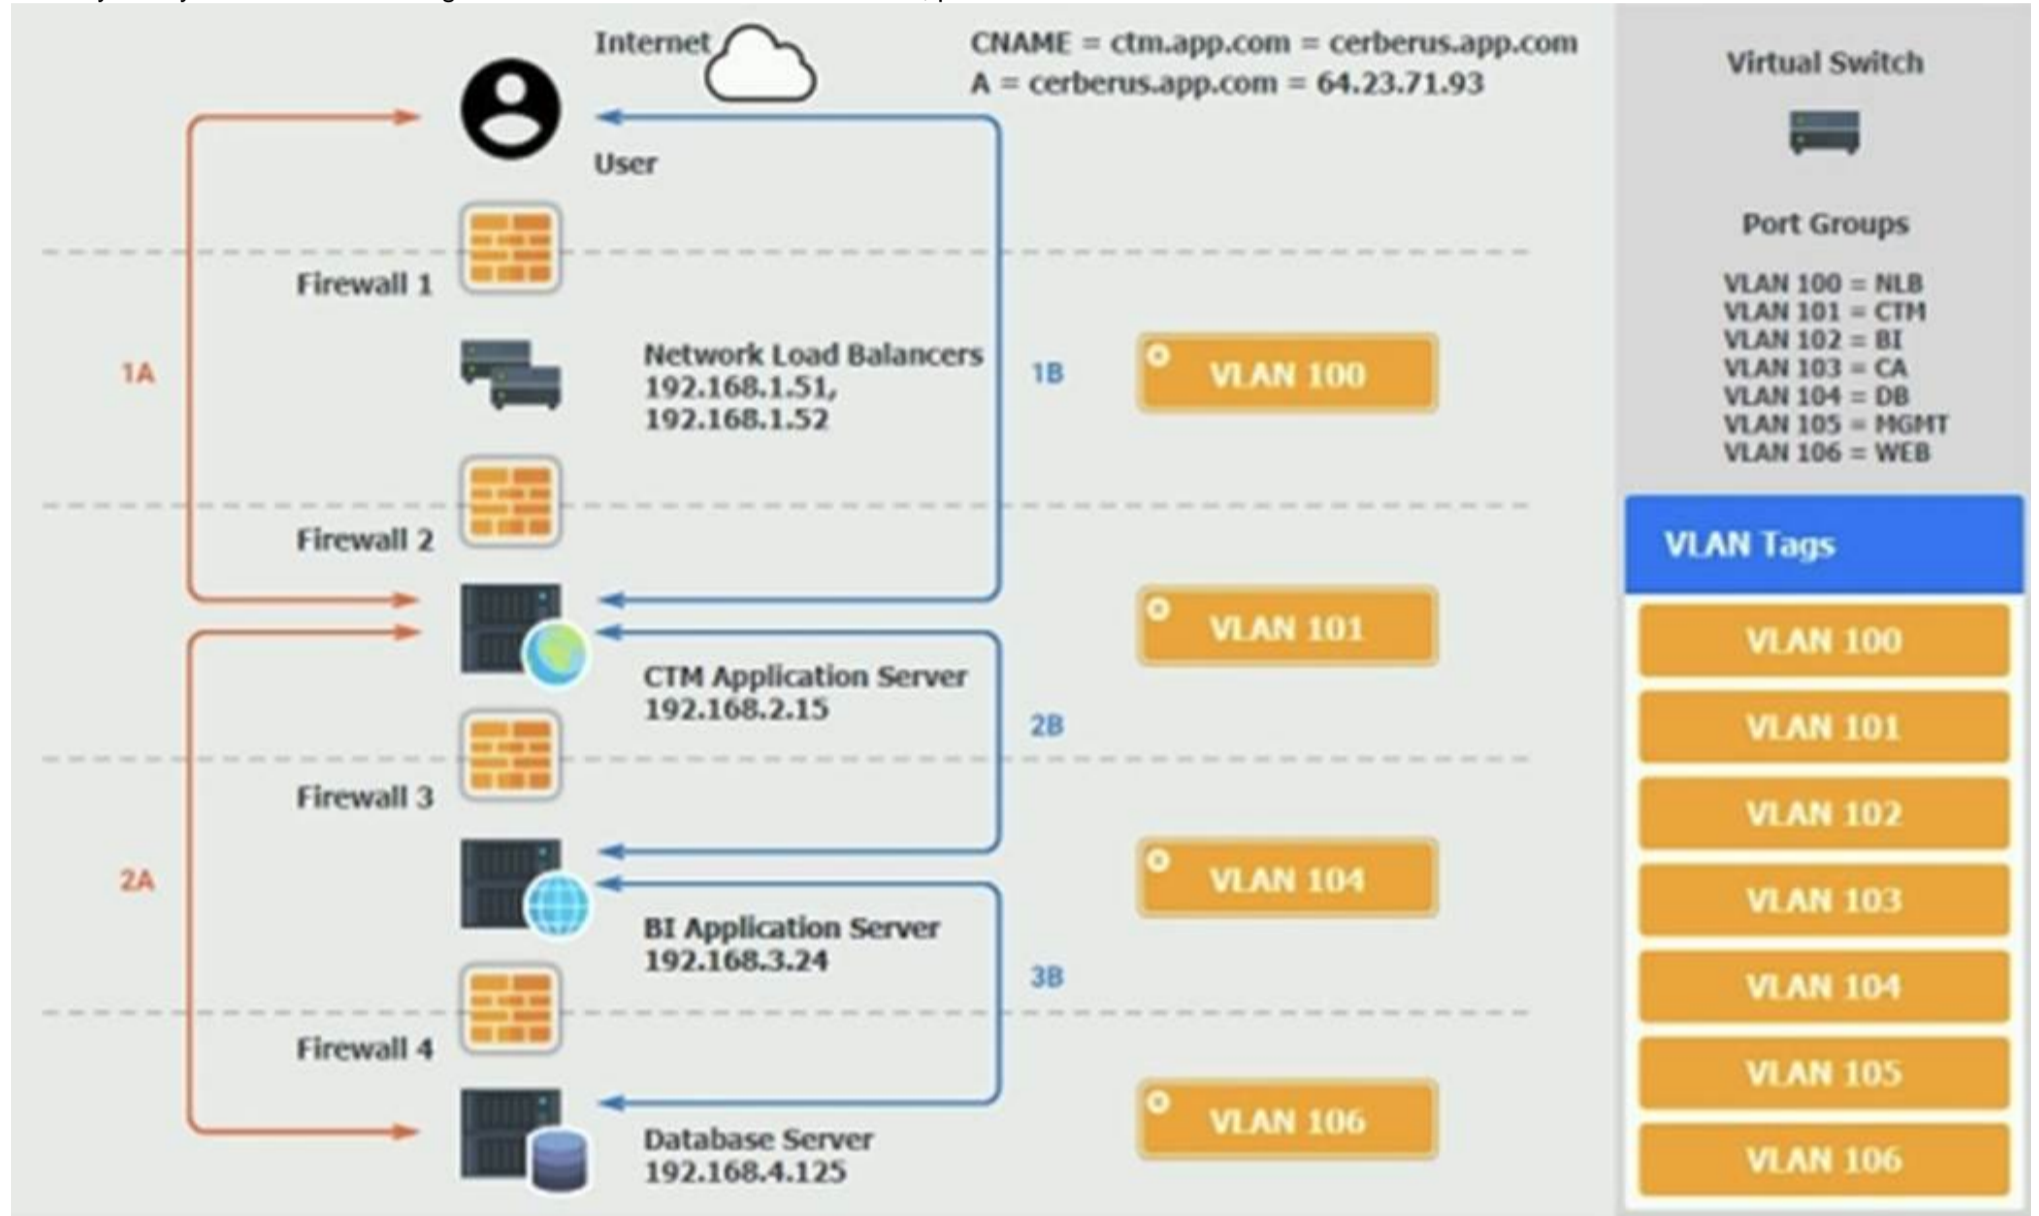 Internet
CNAME = ctm.app.com = cerberus.app.com
A = cerberus.app.com = 64.23.71.93
User
Firewall 1
1A
Network Load Balancers
192.168.1.51,
192.168.1.52
1B
VLAN 100
Firewall 2
VLAN 101
CTM Application Server
192.168.2.15
2B
Firewall 3
2A
VLAN 104
BI Application Server
192.168.3.24
3B
Firewall 4
VLAN 106
Database Server
192.168.4.125
Virtual Switch
Port Groups
VLAN 100 = NLB
VLAN 101 = CTM
VLAN 102 = BI
VLAN 103 = CA
VLAN 104 = DB
VLAN 105 = MGMT
VLAN 106 = WEB
VLAN Tags
VLAN 100
VLAN 101
VLAN 102
VLAN 103
VLAN 104
VLAN 105
VLAN 106